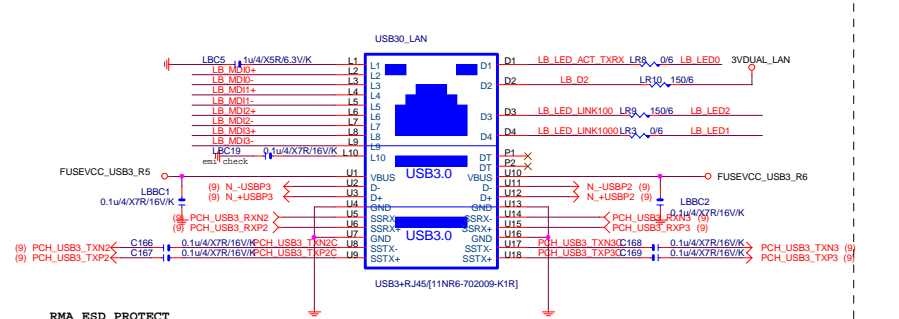 USB30_LAN
LBC5 1u/4/X5R/6.3V/K L1 L1 D1 D1 LB_LED_ACT_TXRX LR8 0/6 LB_LED0 3VDUAL_LAN
LB_MDI0+ L2 L2
LB_MDI0- L3 L3 D2 D2 LB_D2 LR10 150/6
LB_MDI1+ L4 L4
LB_MDI1- L5 L5
LB_MDI2+ L6 L6 D3 D3 LB_LED_LINK100 LR9 150/6 LB_LED2
LB_MDI2- L7 L7
LB_MDI3+ L8 L8 D4 D4 LB_LED_LINK1000 LR3 0/6 LB_LED1
LB_MDI3- L9 L9
LBC19 0.1u/4/X7R/16V/K L10 L10 DT P1
emi check DT P2
FUSEVCC_USB3_R5 U1 VBUS USB3.0 VBUS U10 FUSEVCC_USB3_R6
LBBC1 (9) N_-USBP3 U2 D- D- U11 N_-USBP2 (9)
0.1u/4/X7R/16V/K (9) N_+USBP3 U3 D+ D+ U12 N_+USBP2 (9) LBBC2
U4 GND GND U13 0.1u/4/X7R/16V/K
(9) PCH_USB3_RXN2 U5 SSRX- SSRX- U14 PCH_USB3_RXN3 (9)
(9) PCH_USB3_RXP2 U6 SSRX+ SSRX+ U15 PCH_USB3_RXP3 (9)
U7 GND USB3.0 GND U16
(9) PCH_USB3_TXN2 C166 0.1u/4/X7R/16V/K PCH_USB3_TXN2C U8 SSTX- SSTX- U17 PCH_USB3_TXN3C C168 0.1u/4/X7R/16V/K PCH_USB3_TXN3 (9)
(9) PCH_USB3_TXP2 C167 0.1u/4/X7R/16V/K PCH_USB3_TXP2C U9 SSTX+ SSTX+ U18 PCH_USB3_TXP3C C169 0.1u/4/X7R/16V/K PCH_USB3_TXP3 (9)
USB3+RJ45/[11NR6-702009-K1R]
RMA ESD PROTECT